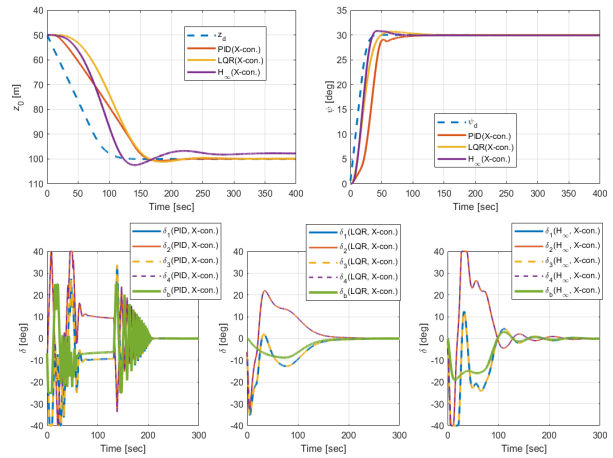 40
50
60
70
80
90
100
110
z₀ [m]
0 50 100 150 200 250 300 350 400
Time [sec]
z_d
PID(X-con.)
LQR(X-con.)
H∞(X-con.)
35
30
25
20
15
10
5
0
ψ [deg]
0 50 100 150 200 250 300 350 400
Time [sec]
ψ_d
PID(X-con.)
LQR(X-con.)
H∞(X-con.)
40
30
20
10
0
-10
-20
-30
-40
δ [deg]
0 100 200 300
Time [sec]
δ₁(PID, X-con.)
δ₂(PID, X-con.)
δ₃(PID, X-con.)
δ₄(PID, X-con.)
δ_b(PID, X-con.)
40
30
20
10
0
-10
-20
-30
-40
δ [deg]
0 100 200 300
Time [sec]
δ₁(LQR, X-con.)
δ₂(LQR, X-con.)
δ₃(LQR, X-con.)
δ₄(LQR, X-con.)
δ_b(LQR, X-con.)
40
30
20
10
0
-10
-20
-30
-40
δ [deg]
0 100 200 300
Time [sec]
δ₁(H∞, X-con.)
δ₂(H∞, X-con.)
δ₃(H∞, X-con.)
δ₄(H∞, X-con.)
δ_b(H∞, X-con.)